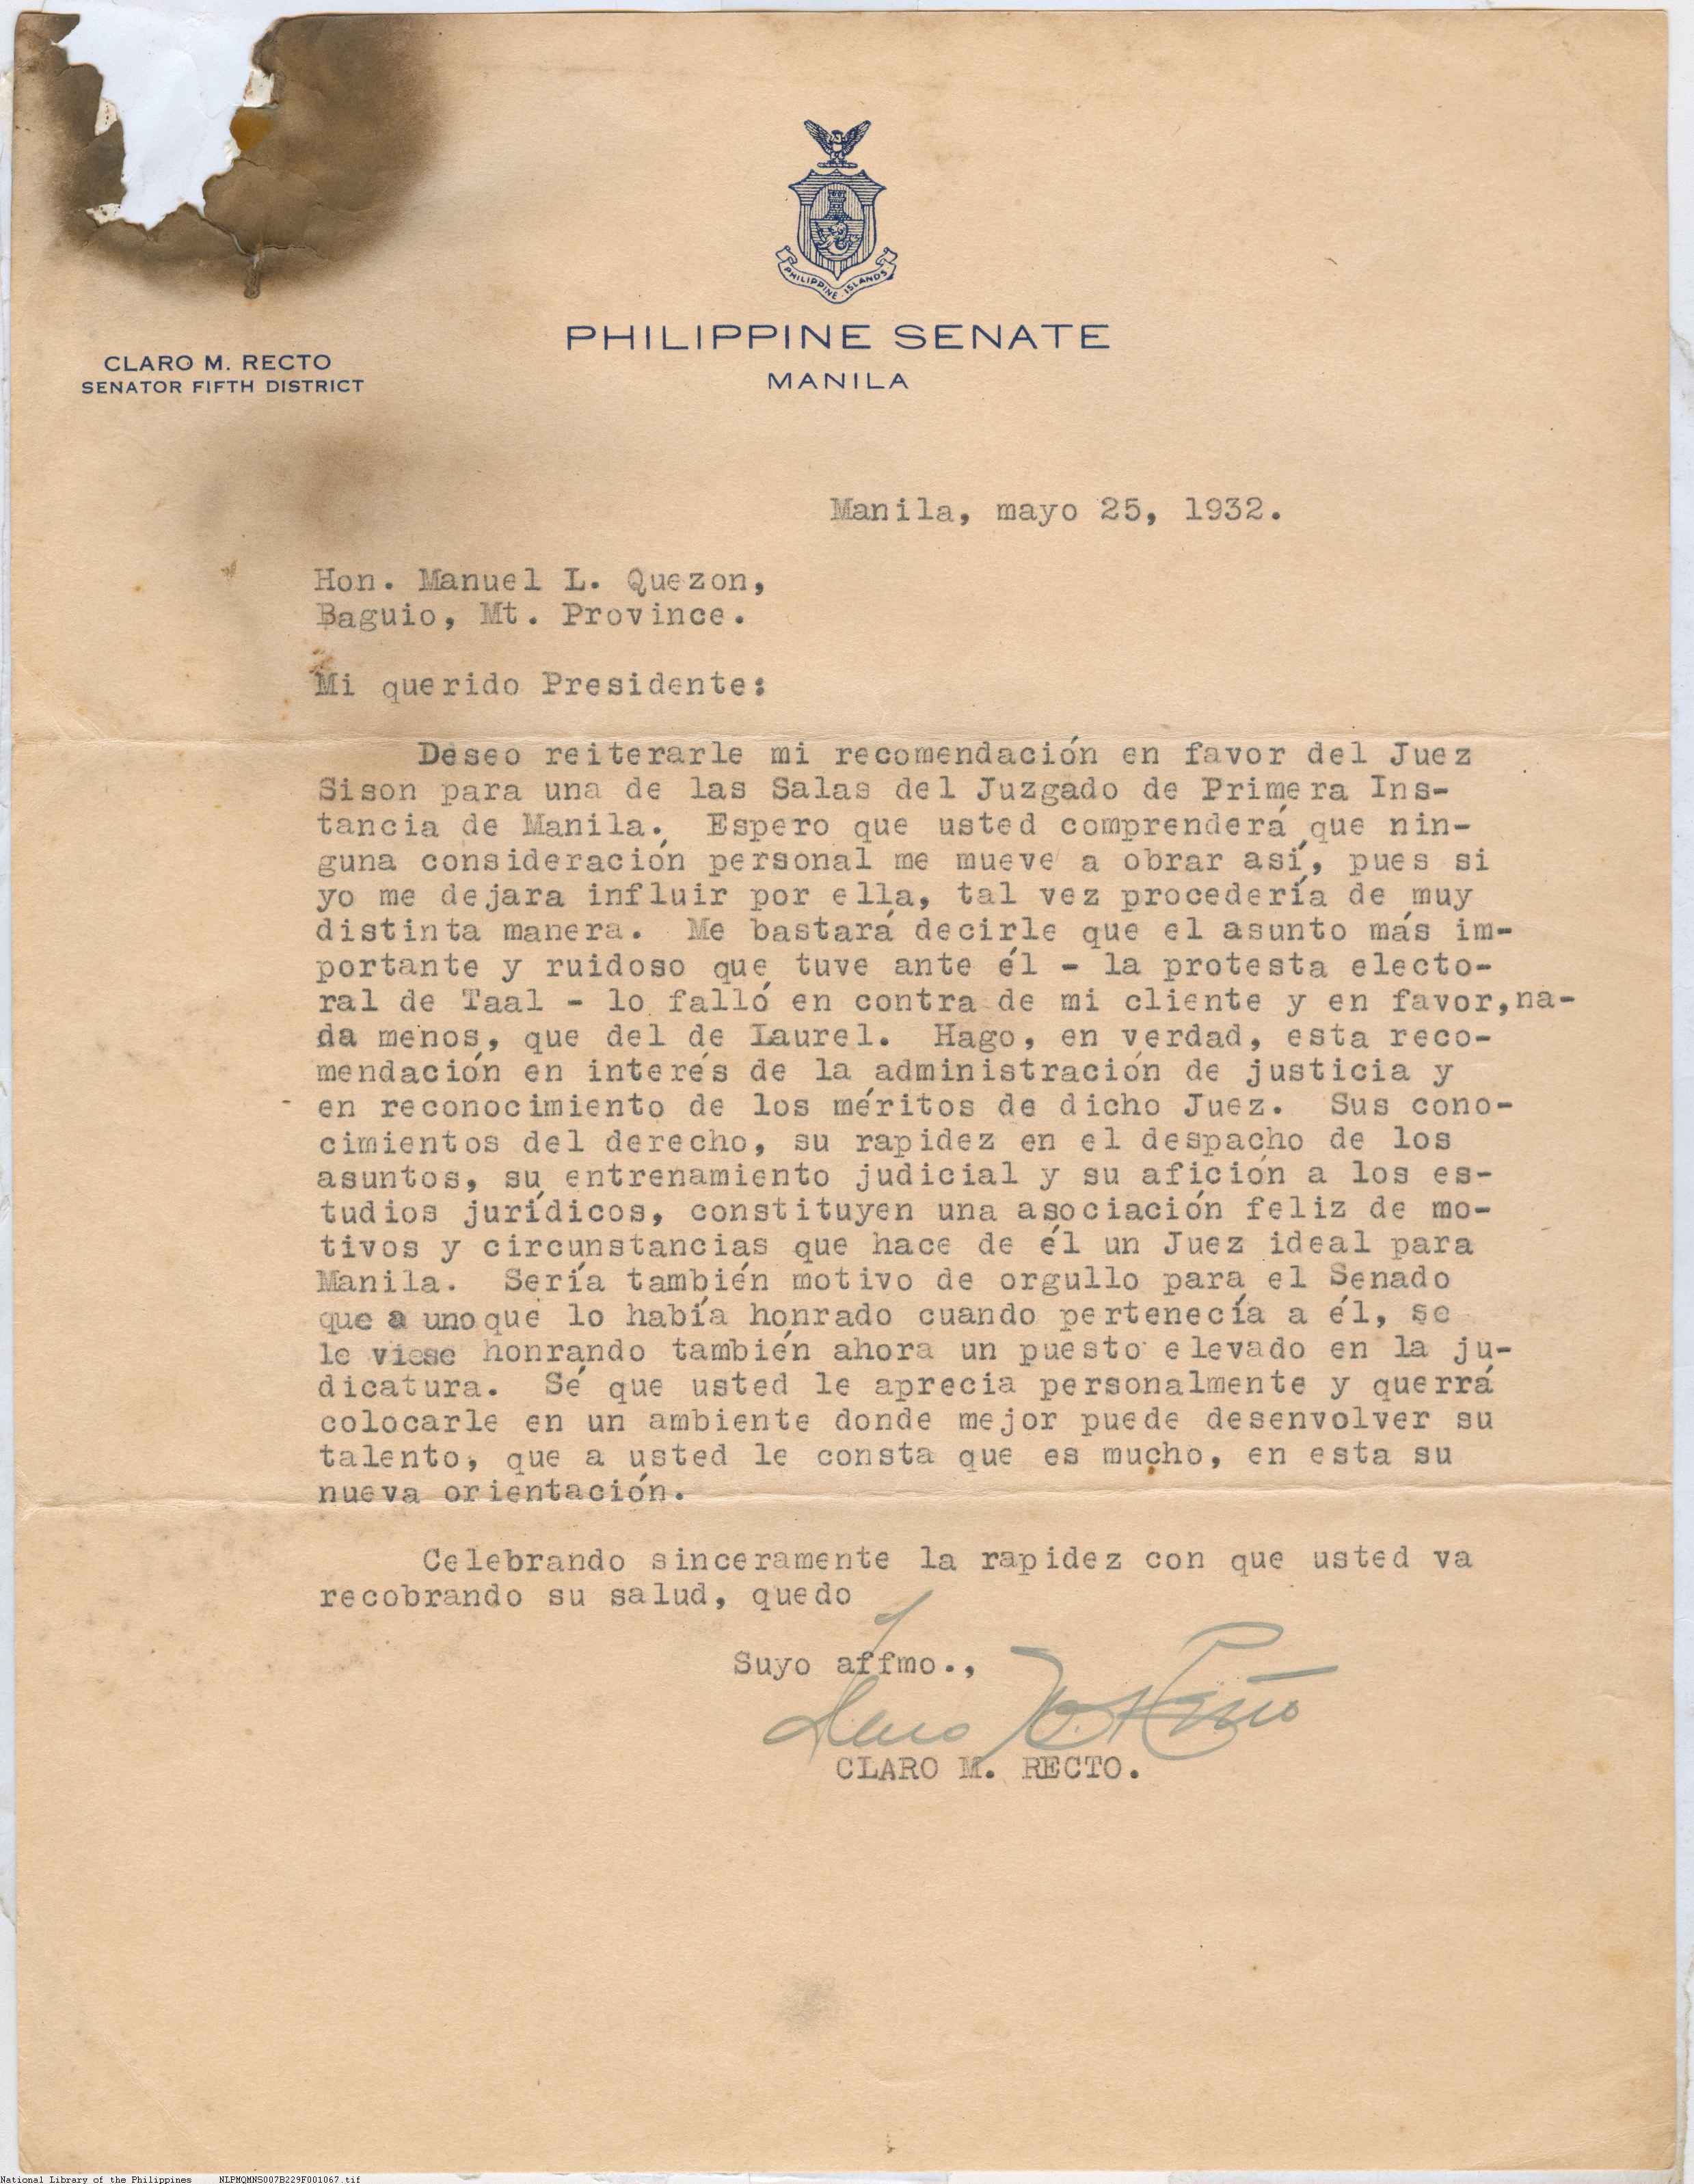 PHILIPPINE ISLANDS
PHILIPPINE SENATE
MANILA
CLARO M. RECTO
SENATOR FIFTH DISTRICT
Manila, mayo 25, 1932.
Hon. Manuel L. Quezon,
Baguio, Mt. Province.
Mi querido Presidente:
Deseo reiterarle mi recomendación en favor del Juez
Sison para una de las Salas del Juzgado de Primera Ins-
tancia de Manila. Espero que usted comprenderá que nin-
guna consideración personal me mueve a obrar así, pues si
yo me dejara influir por ella, tal vez procedería de muy
distinta manera. Me bastará decirle que el asunto más im-
portante y ruidoso que tuve ante él - la protesta electo-
ral de Taal - lo falló en contra de mi cliente y en favor, na-
da menos, que del de Laurel. Hago, en verdad, esta reco-
mendación en interés de la administración de justicia y
en reconocimiento de los méritos de dicho Juez. Sus cono-
cimientos del derecho, su rapidez en el despacho de los
asuntos, su entrenamiento judicial y su afición a los es-
tudios jurídicos, constituyen una asociación feliz de mo-
tivos y circunstancias que hace de él un Juez ideal para
Manila. Sería también motivo de orgullo para el Senado
que a uno que lo había honrado cuando pertenecía a él, se
le viese honrando también ahora un puesto elevado en la ju-
dicatura. Sé que usted le aprecia personalmente y querrá
colocarle en un ambiente donde mejor puede desenvolver su
talento, que a usted le consta que es mucho, en esta su
nueva orientación.
Celebrando sinceramente la rapidez con que usted va
recobrando su salud, quedo
Suyo affmo.,
Claro M. Recto
CLARO M. RECTO.
National Library of the Philippines NLPMQMNS007B229F001067.tif